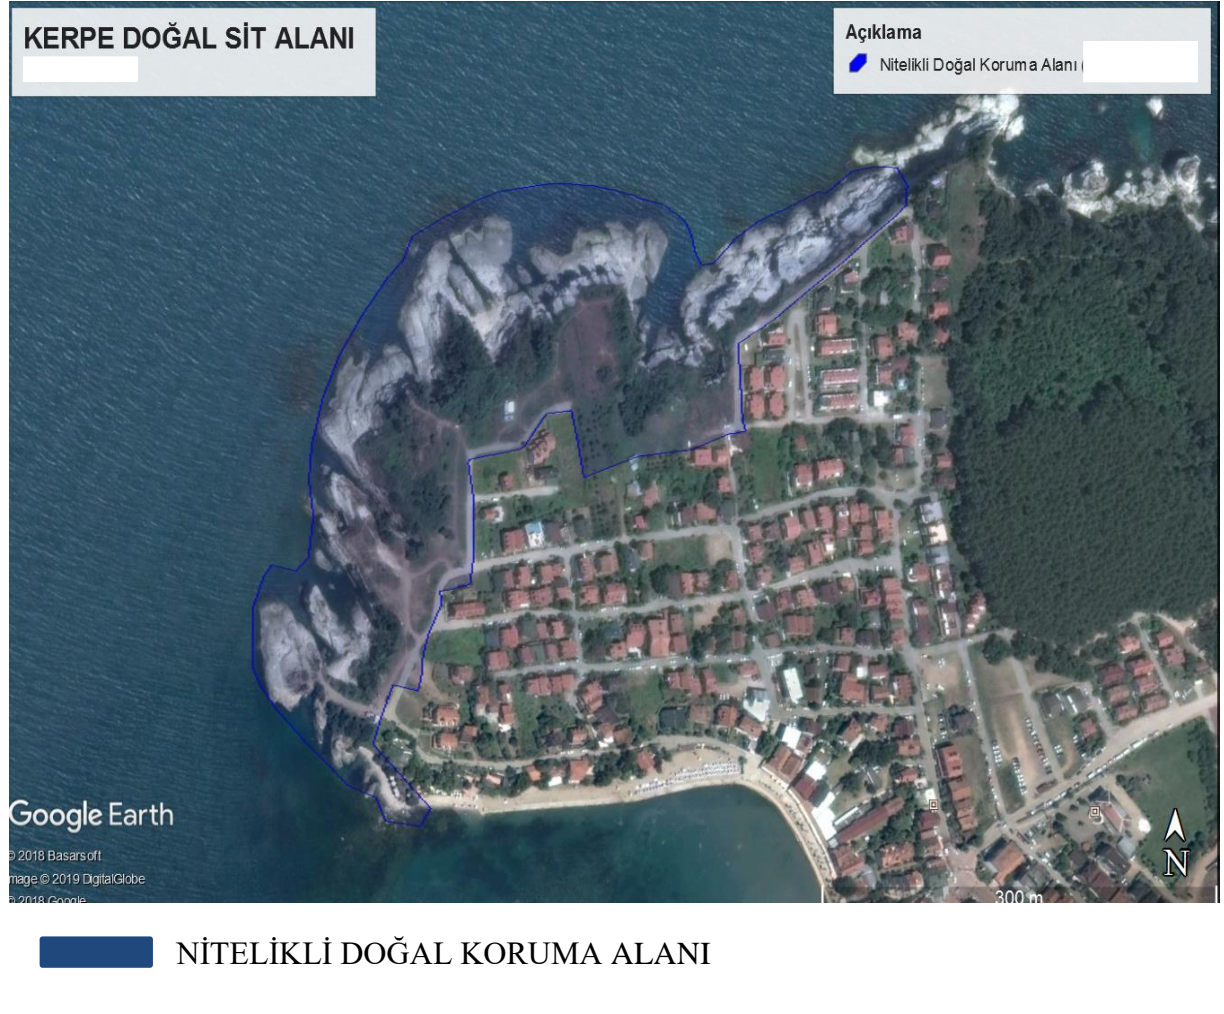 KERPE DOĞAL SİT ALANI
Açıklama
Nitelikli Doğal Koruma Alanı (
Google Earth
© 2018 Basarsoft
mage © 2019 DigitalGlobe
© 2018 Google
N
300 m
NİTELİKLİ DOĞAL KORUMA ALANI